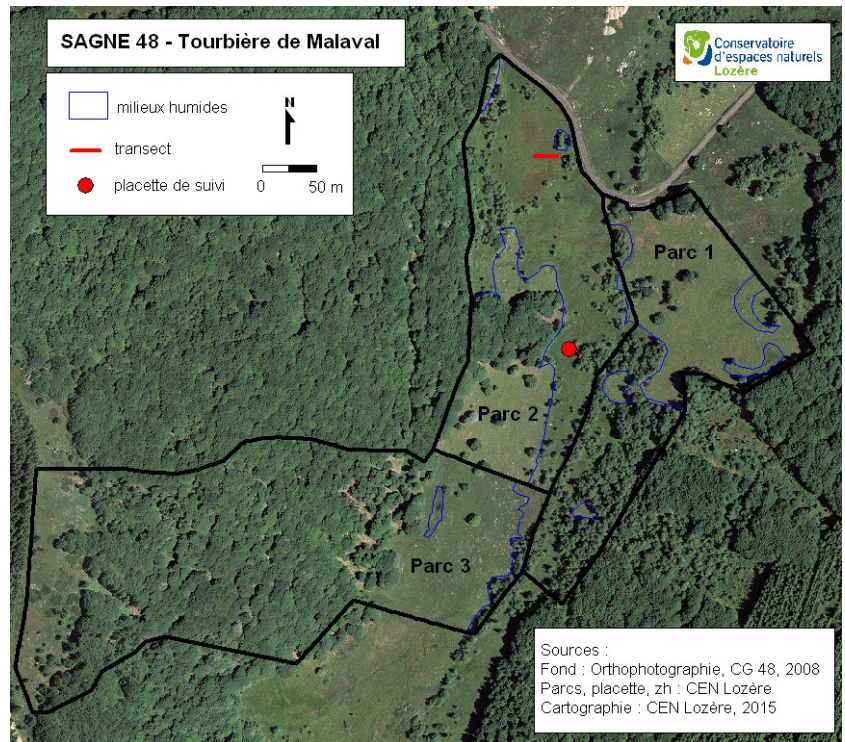 SAGNE 48 - Tourbière de Malaval
Conservatoire
d'espaces naturels
Lozère
milieux humides
N
transect
placette de suivi
0 50 m
Parc 1
Parc 2
Parc 3
Sources :
Fond : Orthophotographie, CG 48, 2008
Parcs, placette, zh : CEN Lozère
Cartographie : CEN Lozère, 2015